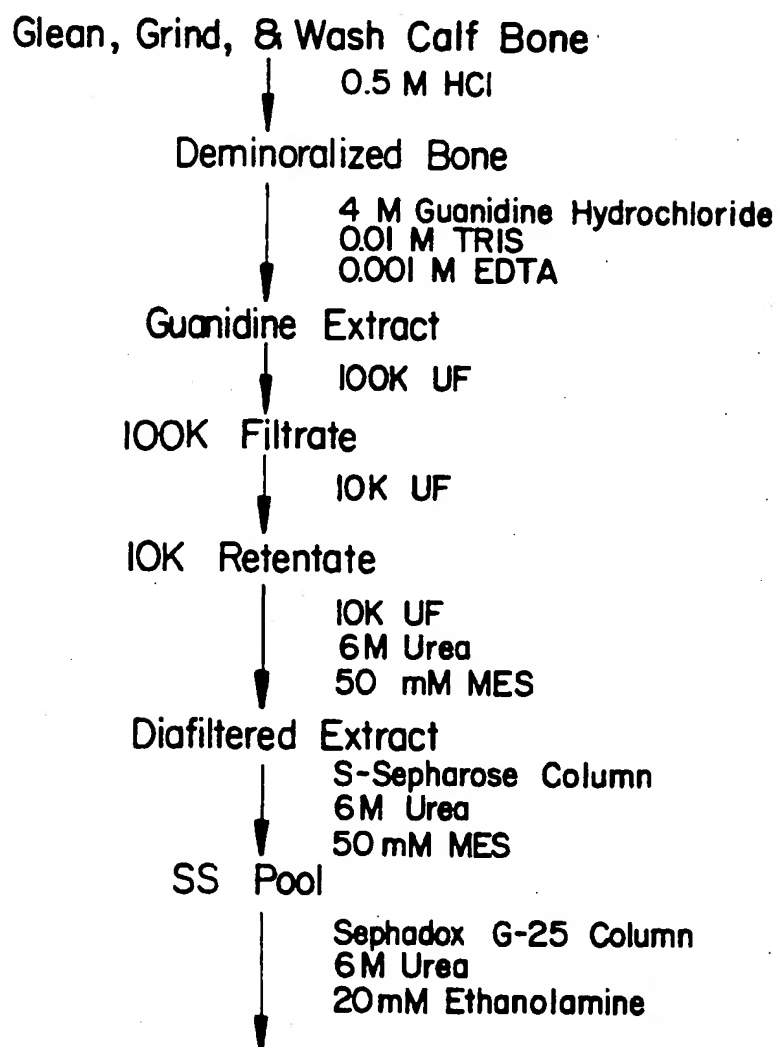 Glean, Grind, & Wash Calf Bone
0.5 M HCl
Deminoralized Bone
4 M Guanidine Hydrochloride
0.01 M TRIS
0.001 M EDTA
Guanidine Extract
100K UF
100K Filtrate
10K UF
10K Retentate
10K UF
6M Urea
50 mM MES
Diafiltered Extract
S-Sepharose Column
6M Urea
50mM MES
SS Pool
Sephadox G-25 Column
6M Urea
20mM Ethanolamine